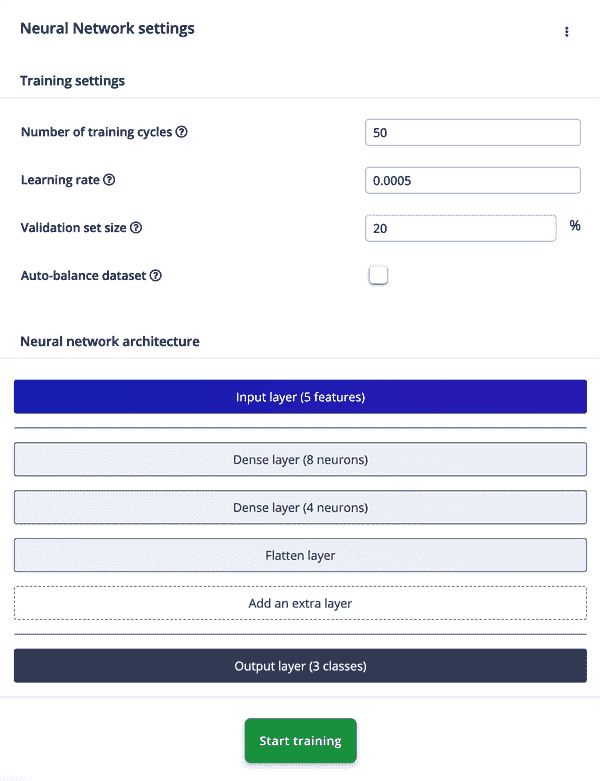 Neural Network settings
Training settings
Number of training cycles ?
50
Learning rate ?
0.0005
Validation set size ?
20
%
Auto-balance dataset ?
Neural network architecture
Input layer (5 features)
Dense layer (8 neurons)
Dense layer (4 neurons)
Flatten layer
Add an extra layer
Output layer (3 classes)
Start training